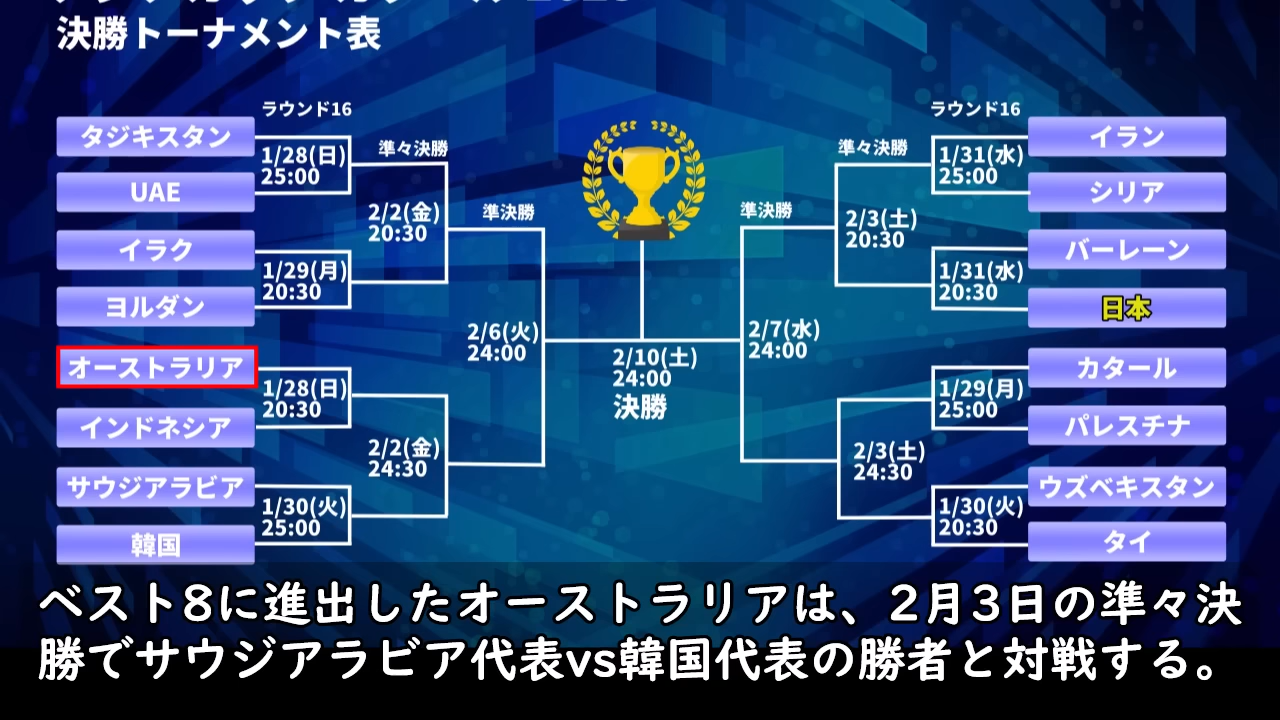 決勝トーナメント表
ラウンド16
ラウンド16
タジキスタン
UAE
イラク
ヨルダン
オーストラリア
インドネシア
サウジアラビア
韓国
1/28(日)
25:00
1/29(月)
20:30
1/28(日)
20:30
1/30(火)
25:00
準々決勝
2/2(金)
20:30
2/2(金)
24:30
準決勝
2/6(火)
24:00
2/10(土)
24:00
決勝
準決勝
2/7(水)
24:00
準々決勝
2/3(土)
20:30
2/3(土)
24:30
1/31(水)
25:00
1/31(水)
20:30
1/29(月)
25:00
1/30(火)
20:30
イラン
シリア
バーレーン
日本
カタール
パレスチナ
ウズベキスタン
タイ
ベスト8に進出したオーストラリアは、2月3日の準々決
勝でサウジアラビア代表vs韓国代表の勝者と対戦する。